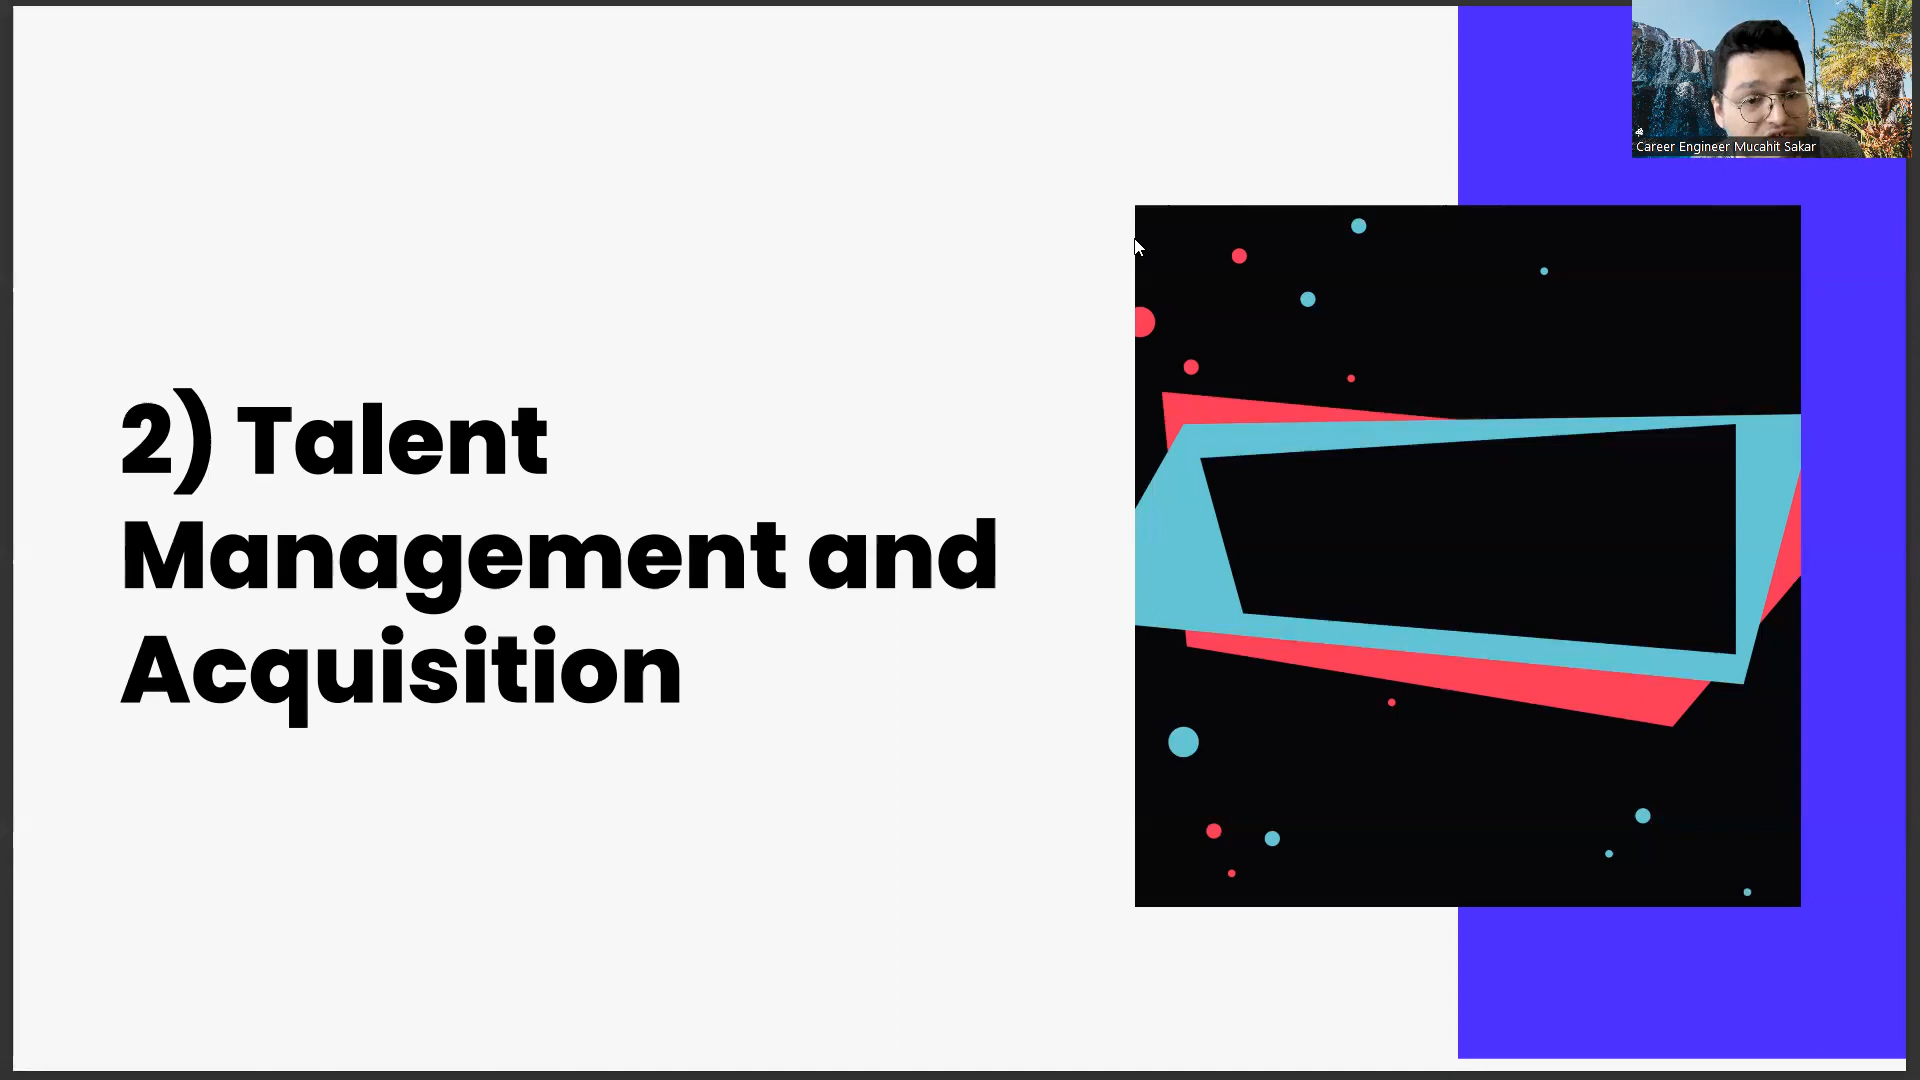 Career Engineer Mucahit Sakar
2) Talent
Management and
Acquisition